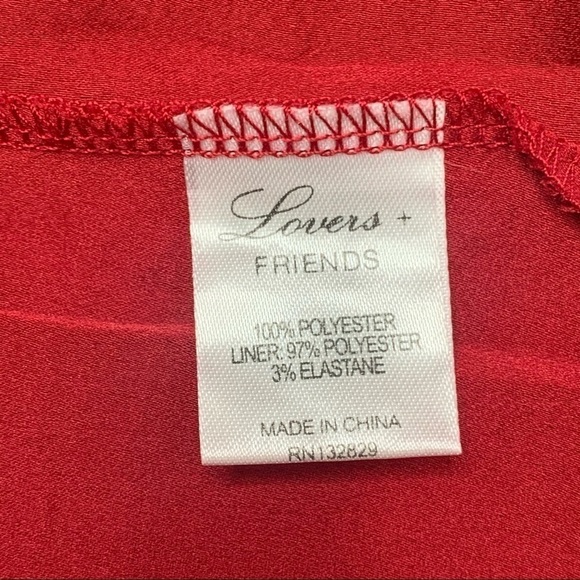 Lovers +
FRIENDS
100% POLYESTER
LINER: 97% POLYESTER
3% ELASTANE
MADE IN CHINA
RN132829